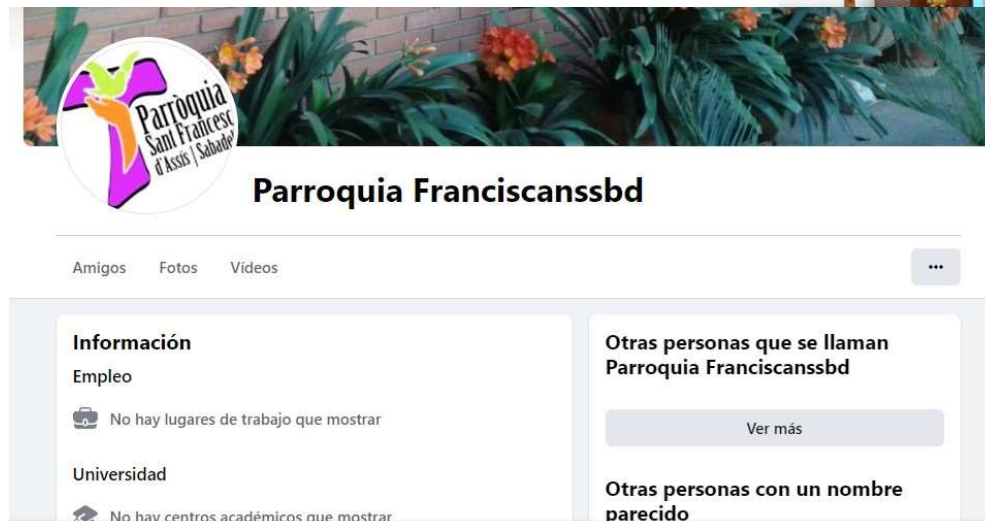 Parròquia
Sant Francesc
d'Assís | Sabadell
Parroquia Franciscanssbd
Amigos Fotos Vídeos
Información
Empleo
No hay lugares de trabajo que mostrar
Universidad
No hay centros académicos que mostrar
Otras personas que se llaman
Parroquia Franciscanssbd
Ver más
Otras personas con un nombre
parecido